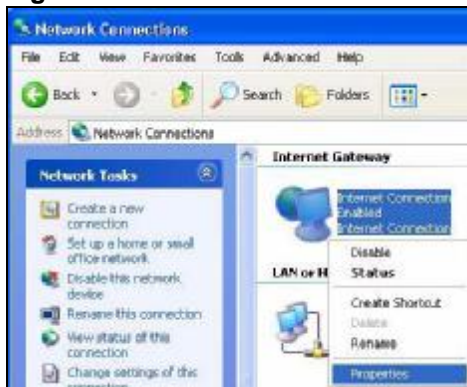 Network Connections
File Edit View Favorites Tools Advanced Help
Back Search Folders
Address Network Connections
Network Tasks
Create a new
connection
Set up a home or small
office network
Disable this network
device
Rename this connection
View status of this
connection
Change settings of this
connection
Internet Gateway
Internet Connection
Enabled
Internet Connection
LAN or H
Disable
Status
Create Shortcut
Delete
Rename
Properties